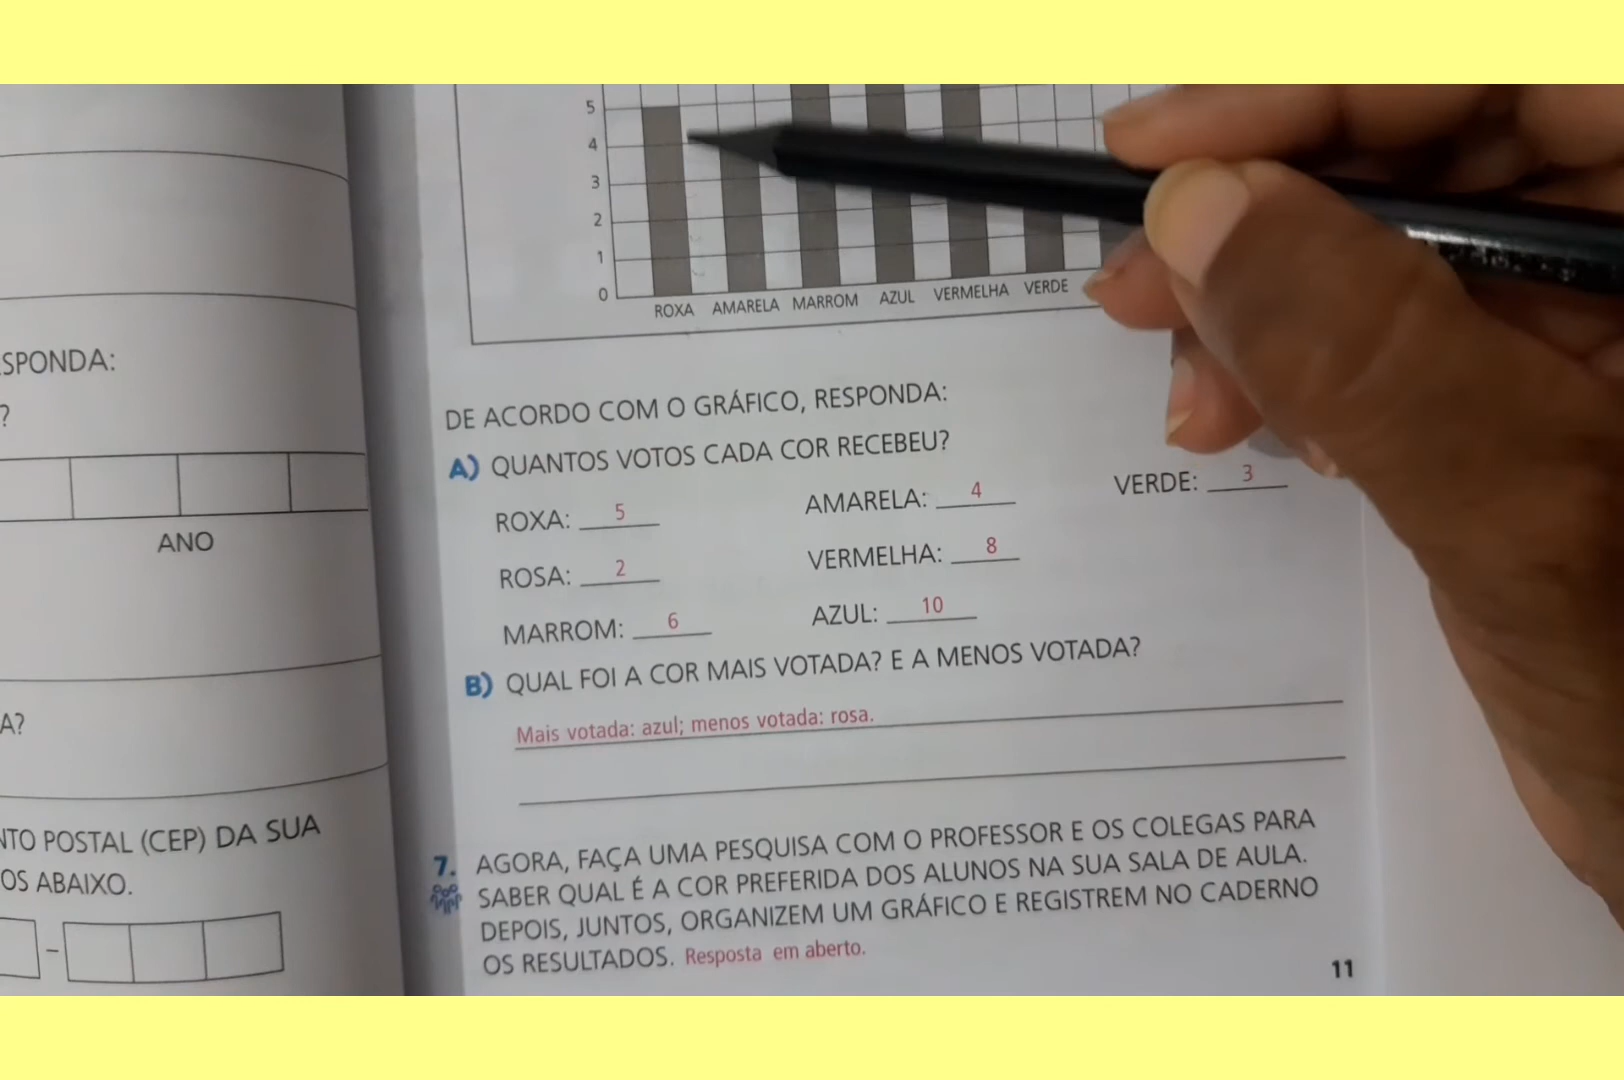 5
4
3
2
1
0
ROXA AMARELA MARROM AZUL VERMELHA VERDE
DE ACORDO COM O GRÁFICO, RESPONDA:
A) QUANTOS VOTOS CADA COR RECEBEU?
ROXA: 5 AMARELA: 4 VERDE: 3
ROSA: 2 VERMELHA: 8
MARROM: 6 AZUL: 10
B) QUAL FOI A COR MAIS VOTADA? E A MENOS VOTADA?
Mais votada: azul; menos votada: rosa.
7. AGORA, FAÇA UMA PESQUISA COM O PROFESSOR E OS COLEGAS PARA
SABER QUAL É A COR PREFERIDA DOS ALUNOS NA SUA SALA DE AULA.
DEPOIS, JUNTOS, ORGANIZEM UM GRÁFICO E REGISTREM NO CADERNO
OS RESULTADOS. Resposta em aberto.
11
SPONDA:
?
ANO
A?
NTO POSTAL (CEP) DA SUA
OS ABAIXO.
–